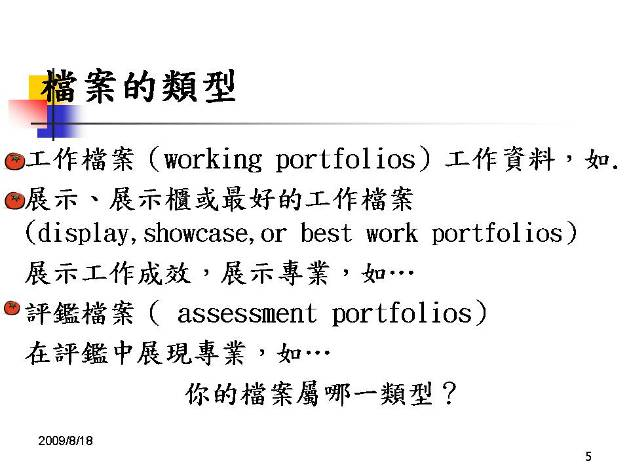 檔案的類型
工作檔案（working portfolios）工作資料，如.
展示、展示櫃或最好的工作檔案
(display,showcase,or best work portfolios)
展示工作成效，展示專業，如…
評鑑檔案（ assessment portfolios）
在評鑑中展現專業，如…
你的檔案屬哪一類型？
2009/8/18
5